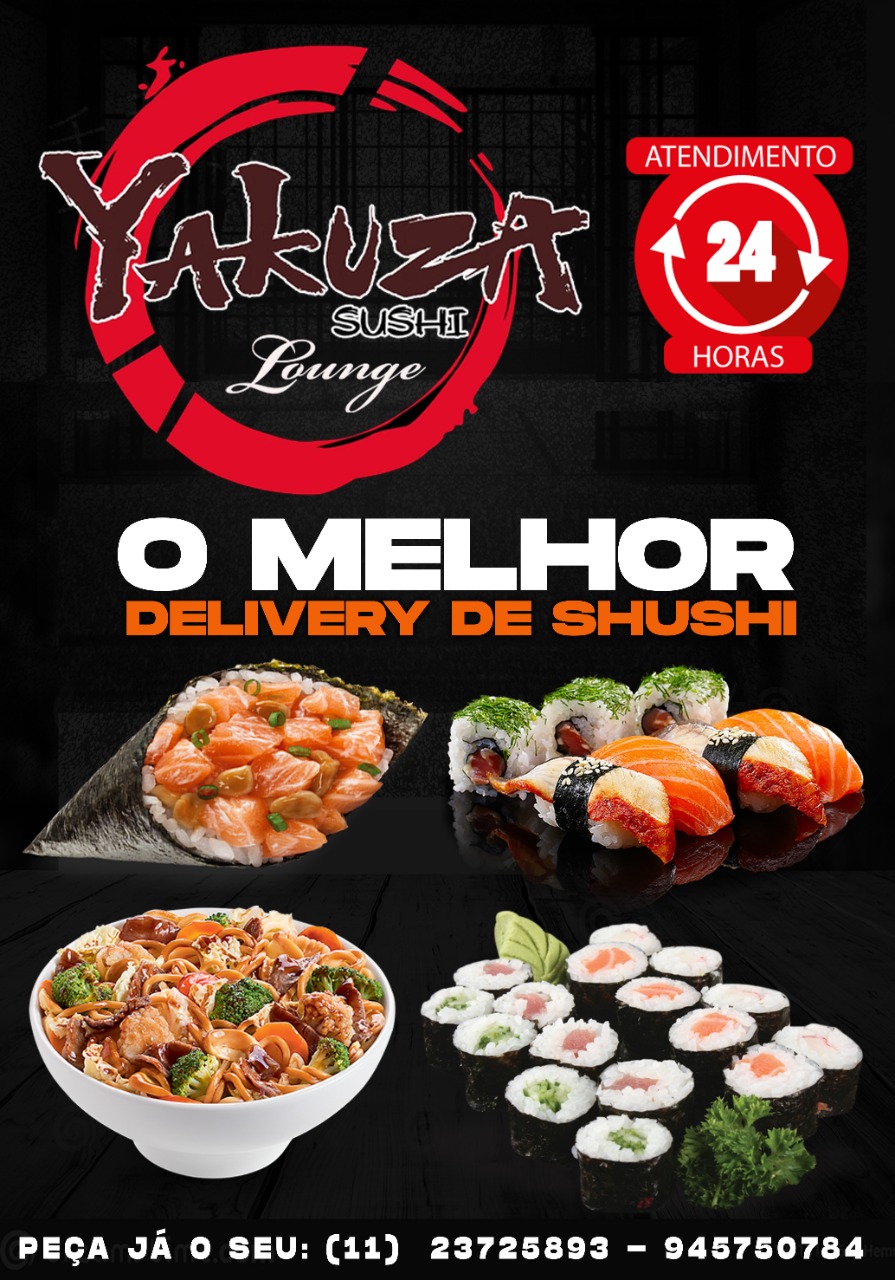 YAKUZA
SUSHI
Lounge
ATENDIMENTO
24
HORAS
O MELHOR
DELIVERY DE SHUSHI
PEÇA JÁ O SEU: (11) 23725893 – 945750784